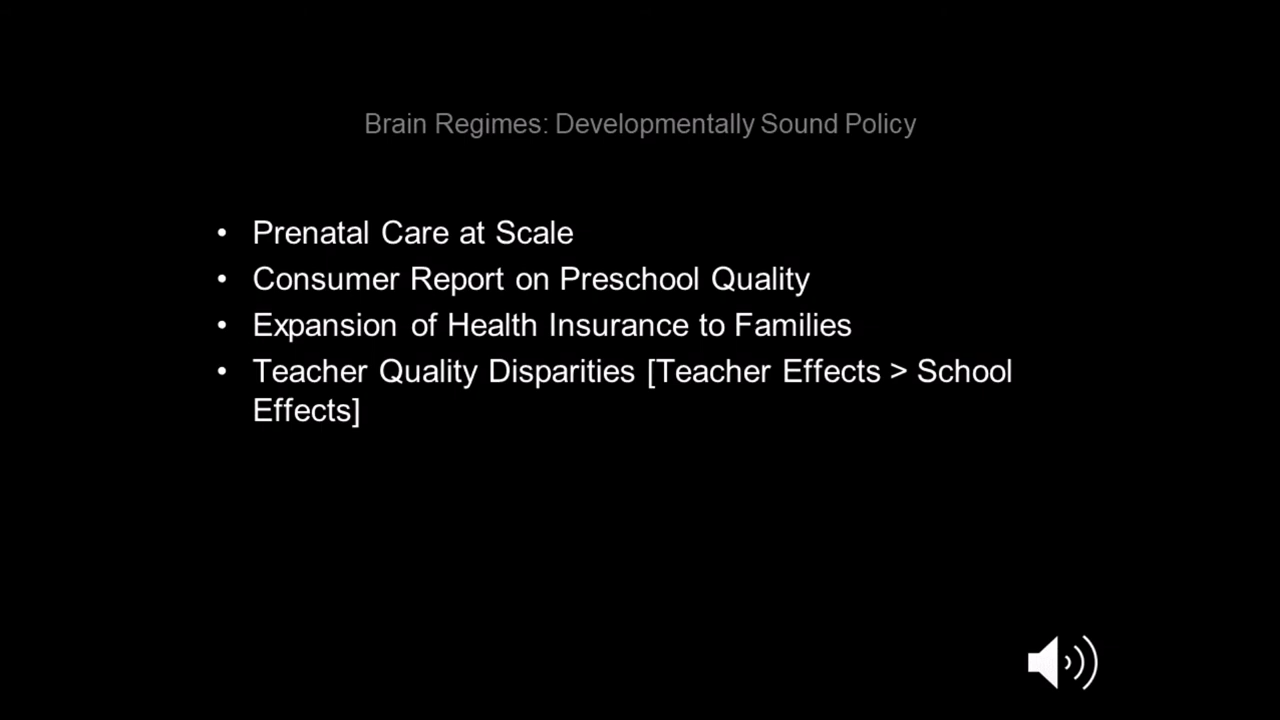 Brain Regimes: Developmentally Sound Policy
• Prenatal Care at Scale
• Consumer Report on Preschool Quality
• Expansion of Health Insurance to Families
• Teacher Quality Disparities [Teacher Effects > School
Effects]